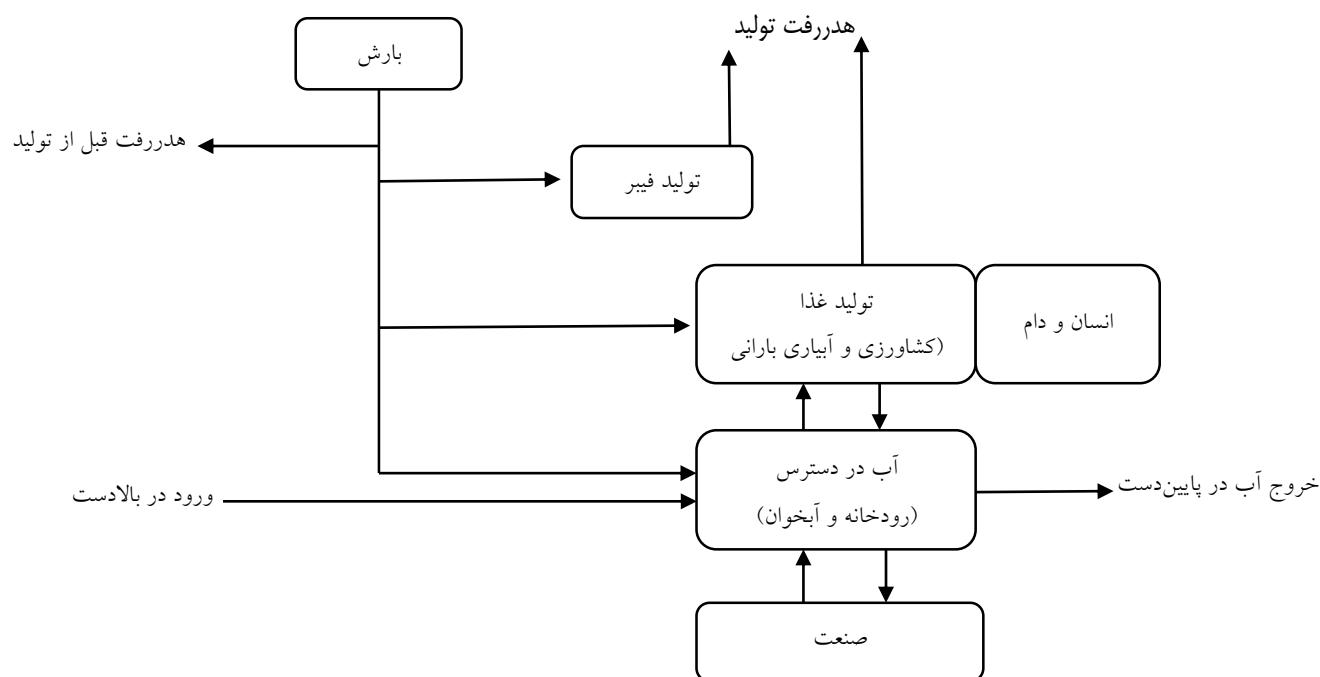 هدررفت تولید
بارش
هدررفت قبل از تولید
تولید فیبر
تولید غذا
(کشاورزی و آبیاری بارانی
انسان و دام
آب در دسترس
(رودخانه و آبخوان)
ورود در بالادست
خروج آب در پایین‌دست
صنعت